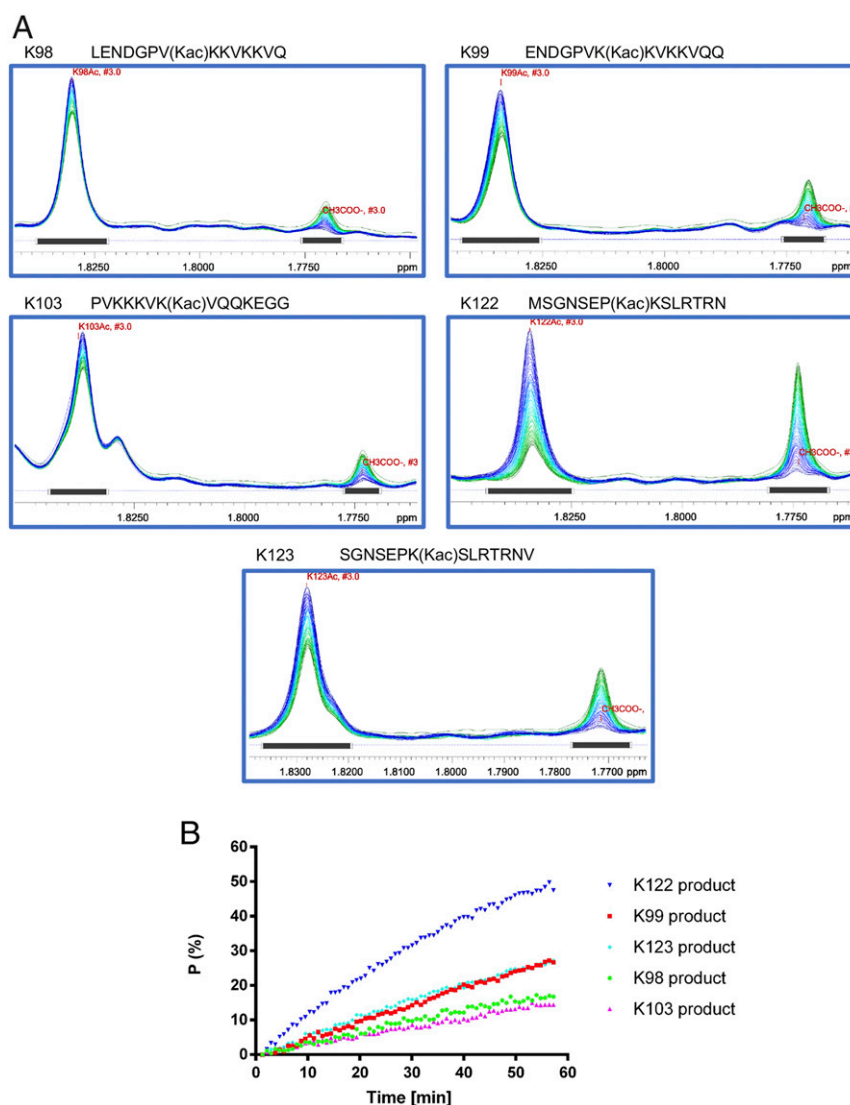 A
K98 LENDGPV(Kac)KKVKKVQ
K99 ENDGPVK(Kac)KVKKVQQ
K98Ac, #3.0
CH3COO-, #3.0
1.8250 1.8000 1.7750 ppm
K99Ac, #3.0
CH3COO-,
1.8250 1.8000 1.7750 ppm
K103 PVKKKVK(Kac)VQQKEGG
K122 MSGNSEP(Kac)KSLRTRN
K103Ac, #3.0
CH3COO-, #3
1.8250 1.8000 1.7750 ppm
K122Ac, #3.0
CH3COO-, #
1.8250 1.8000 1.7750 ppm
K123 SGNSEPK(Kac)SLRTRNV
K123Ac, #3.0
CH3COO-,
1.8300 1.8200 1.8100 1.8000 1.7900 1.7800 1.7700 ppm
B
P (%)
60
50
40
30
20
10
0
0 10 20 30 40 50 60
Time [min]
K122 product
K99 product
K123 product
K98 product
K103 product